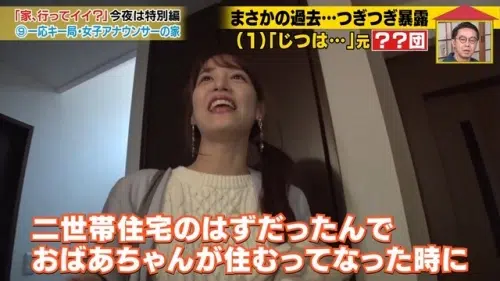 「家、行ってイイ?」今夜は特別編
⑨一応キー局・女子アナウンサーの家
まさかの過去…つぎつぎ暴露
(1)「じつは…」元??団
二世帯住宅のはずだったんで
おばあちゃんが住むってなった時に